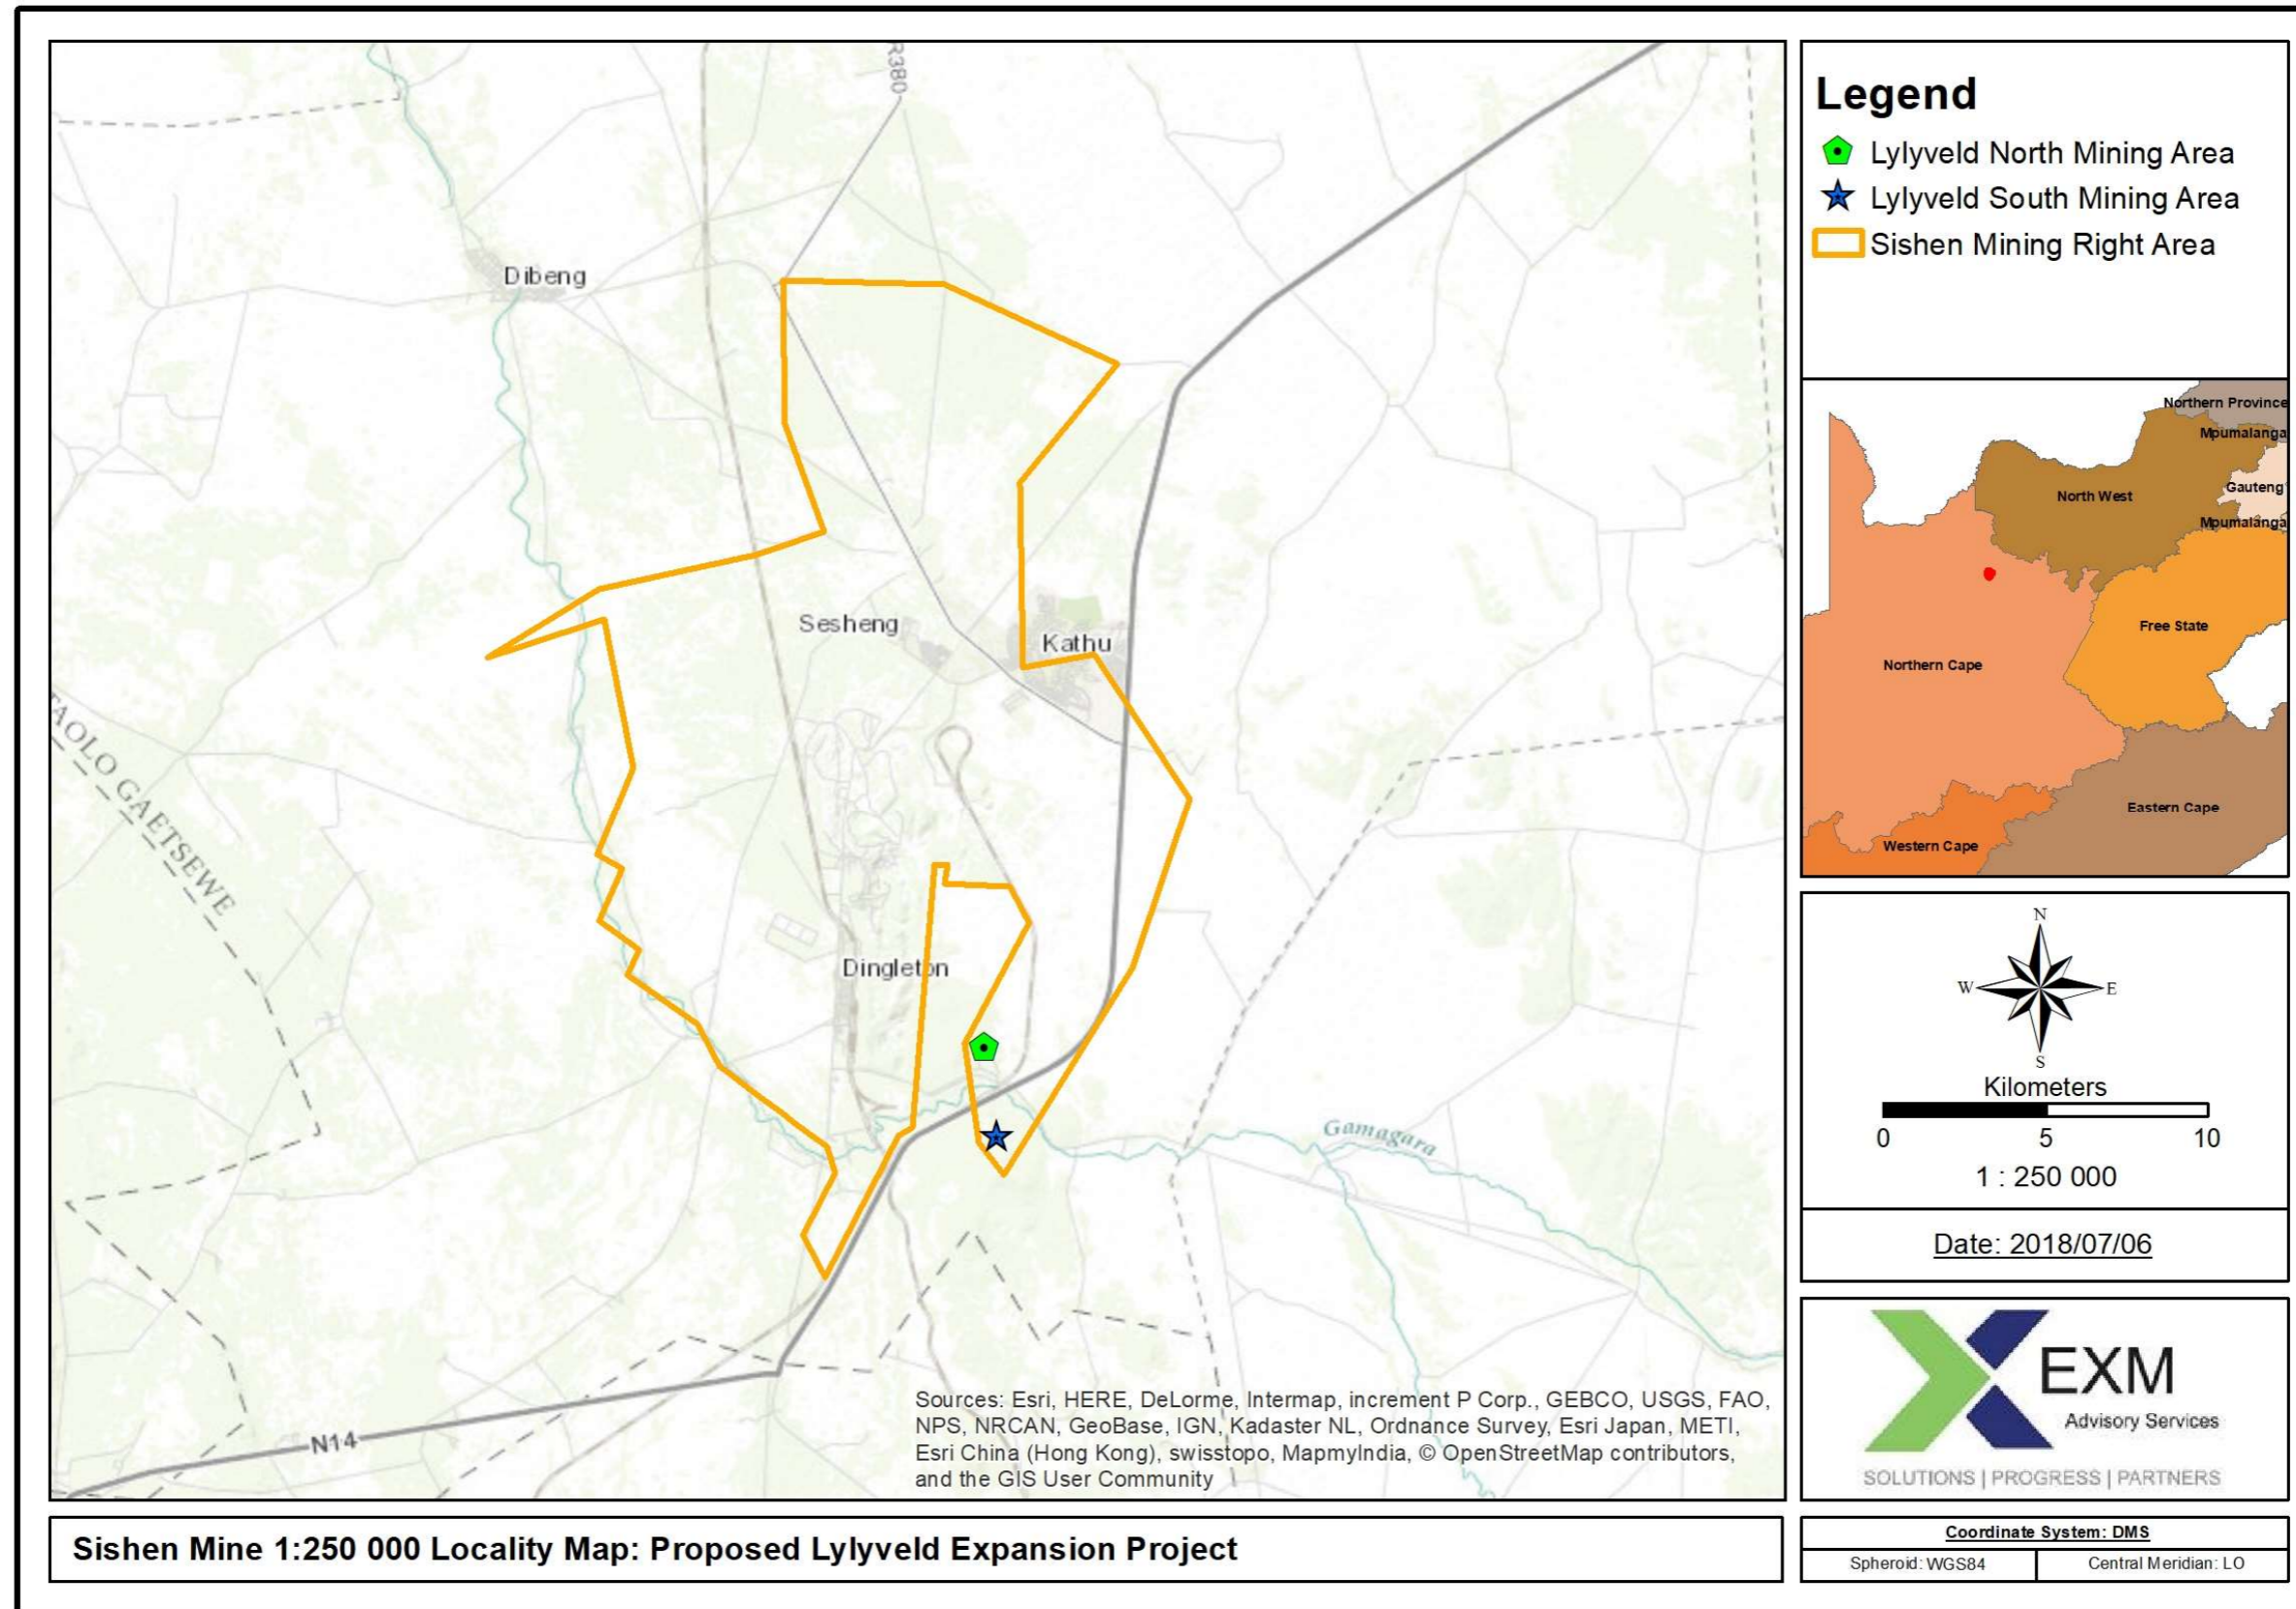 R380
Dibeng
Sesheng
Kathu
TAOLO GAETSEWE
Dingleton
Gamagara
N14
Sources: Esri, HERE, DeLorme, Intermap, increment P Corp., GEBCO, USGS, FAO,
NPS, NRCAN, GeoBase, IGN, Kadaster NL, Ordnance Survey, Esri Japan, METI,
Esri China (Hong Kong), swisstopo, MapmyIndia, © OpenStreetMap contributors,
and the GIS User Community
Sishen Mine 1:250 000 Locality Map: Proposed Lylyveld Expansion Project
Legend
Lylyveld North Mining Area
Lylyveld South Mining Area
Sishen Mining Right Area
Northern Province
Mpumalanga
North West
Gauteng
Mpumalanga
Free State
Northern Cape
Eastern Cape
Western Cape
N
W E
S
Kilometers
0 5 10
1 : 250 000
Date: 2018/07/06
EXM
Advisory Services
SOLUTIONS | PROGRESS | PARTNERS
Coordinate System: DMS
Spheroid: WGS84 Central Meridian: LO